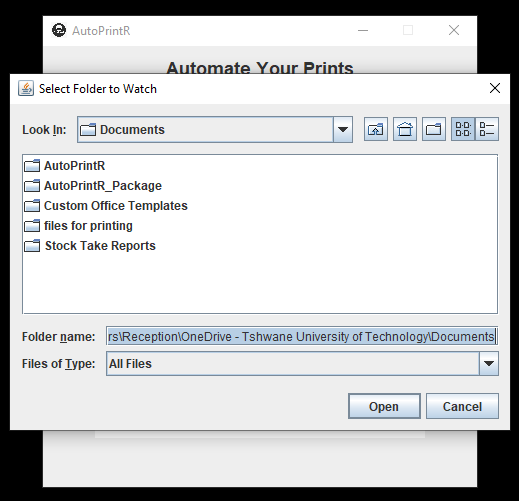 AutoPrintR
Automate Your Prints
Select Folder to Watch
Look In: Documents
AutoPrintR
AutoPrintR_Package
Custom Office Templates
files for printing
Stock Take Reports
Folder name: rs\Reception\OneDrive - Tshwane University of Technology\Documents
Files of Type: All Files
Open Cancel